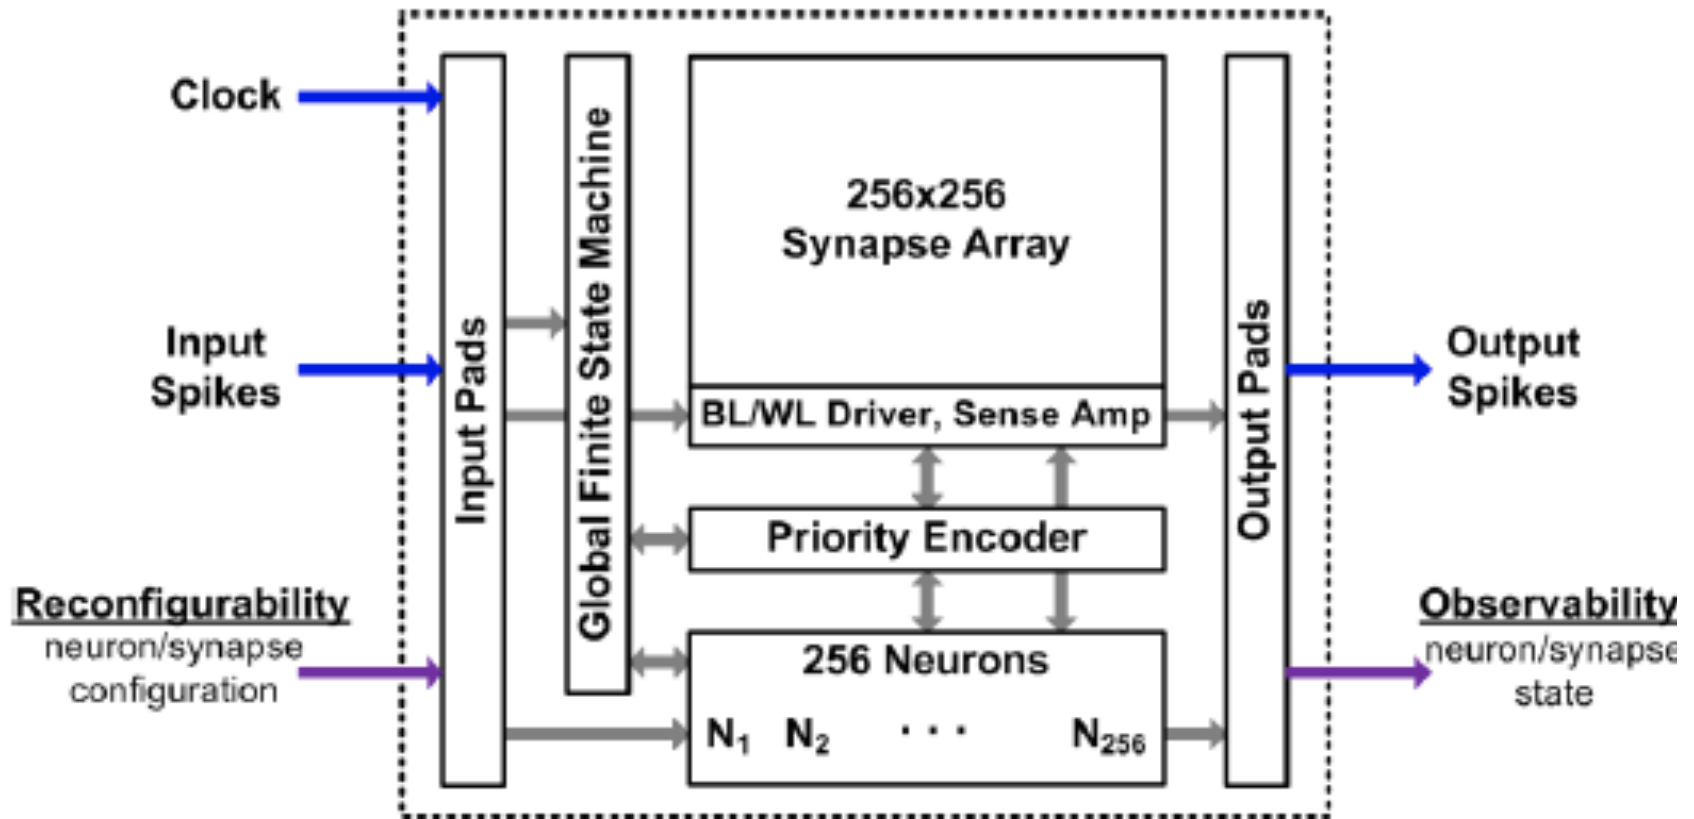 Clock
Input
Spikes
Reconfigurability
neuron/synapse
configuration
Input Pads
Global Finite State Machine
256x256
Synapse Array
BL/WL Driver, Sense Amp
Priority Encoder
256 Neurons
N₁ N₂ · · · N₂₅₆
Output Pads
Output
Spikes
Observability
neuron/synapse
state